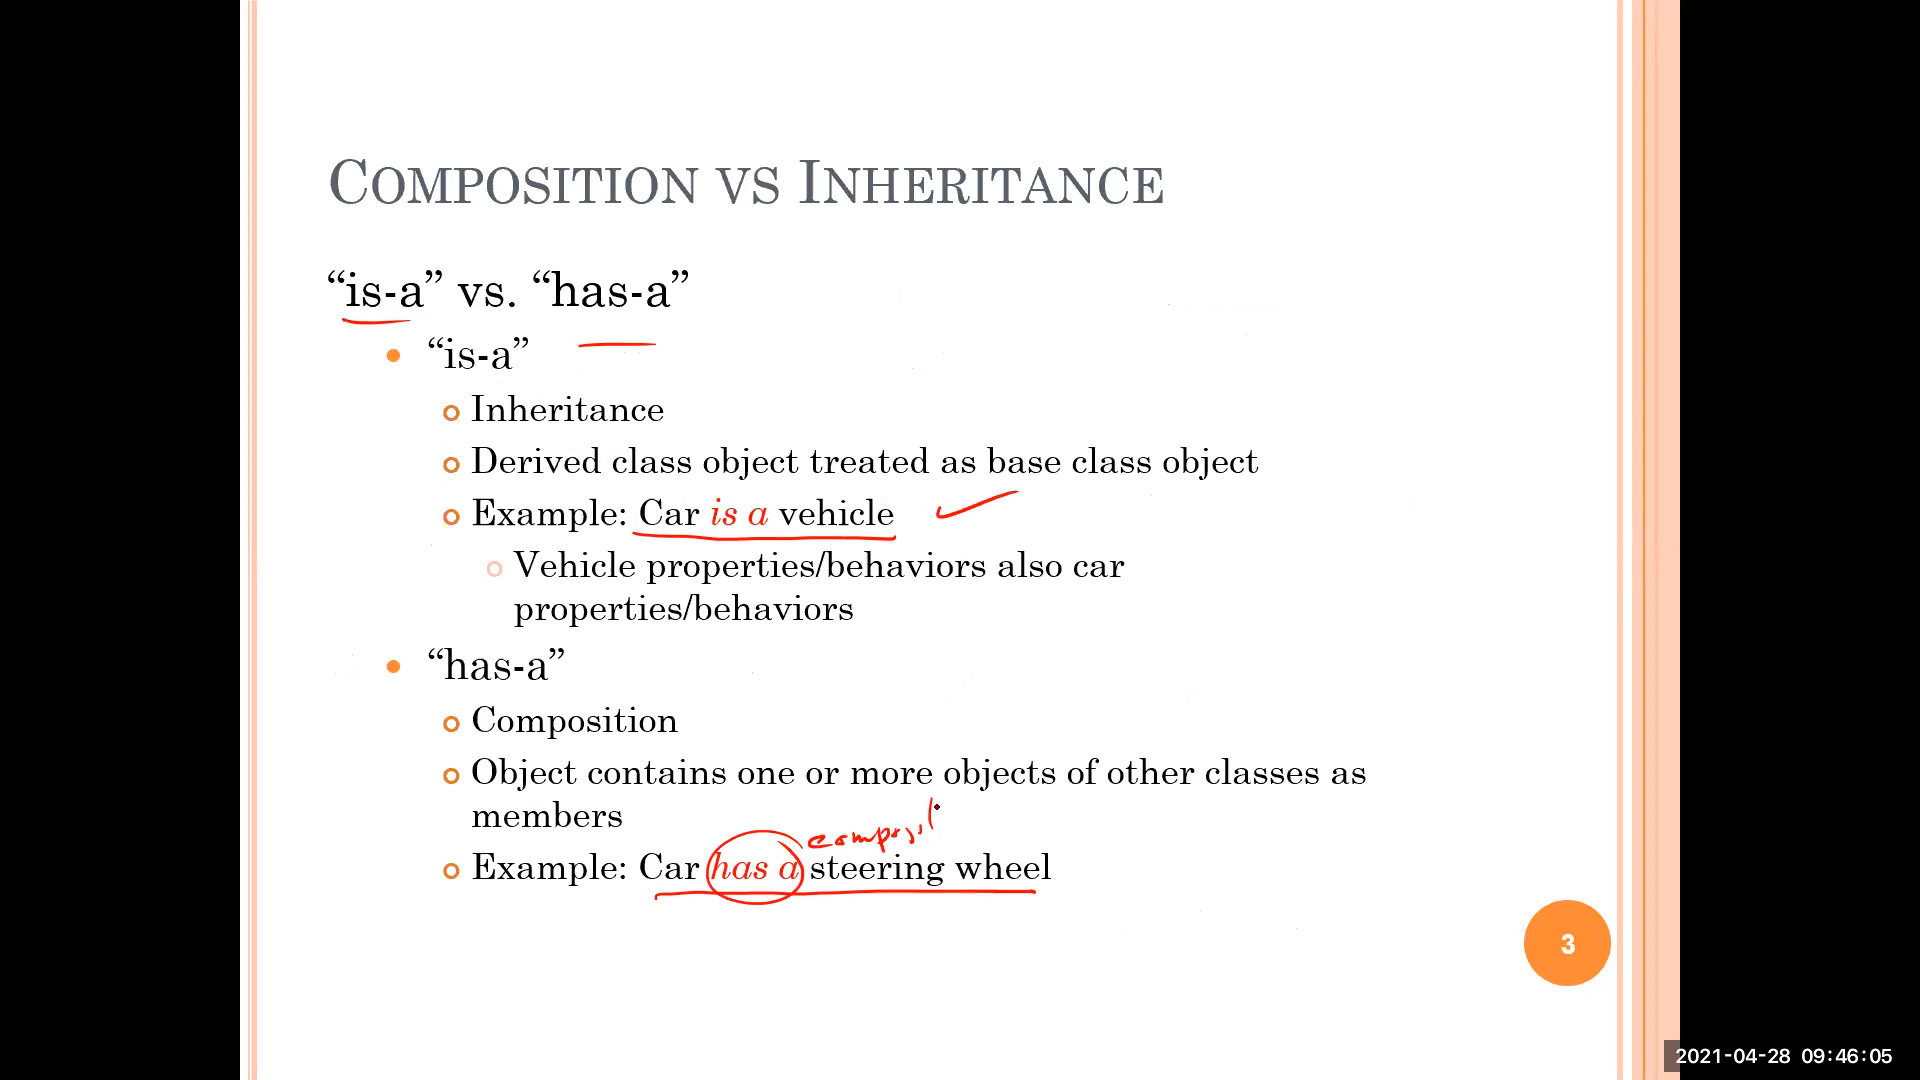 COMPOSITION VS INHERITANCE
“is-a” vs. “has-a”
• “is-a”
Inheritance
Derived class object treated as base class object
Example: Car is a vehicle
Vehicle properties/behaviors also car
properties/behaviors
• “has-a”
Composition
Object contains one or more objects of other classes as
members
Example: Car has a steering wheel
3
2021-04-28 09:46:05